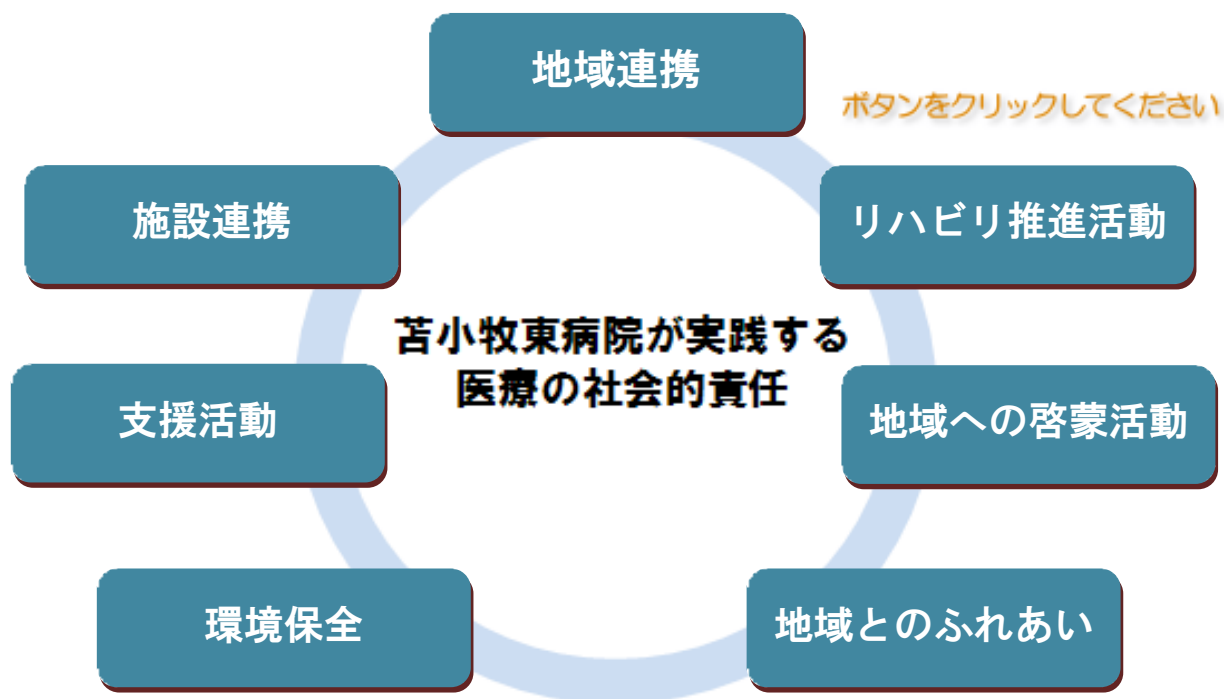 地域連携
ボタンをクリックしてください
施設連携
リハビリ推進活動
苫小牧東病院が実践する
医療の社会的責任
支援活動
地域への啓蒙活動
環境保全
地域とのふれあい